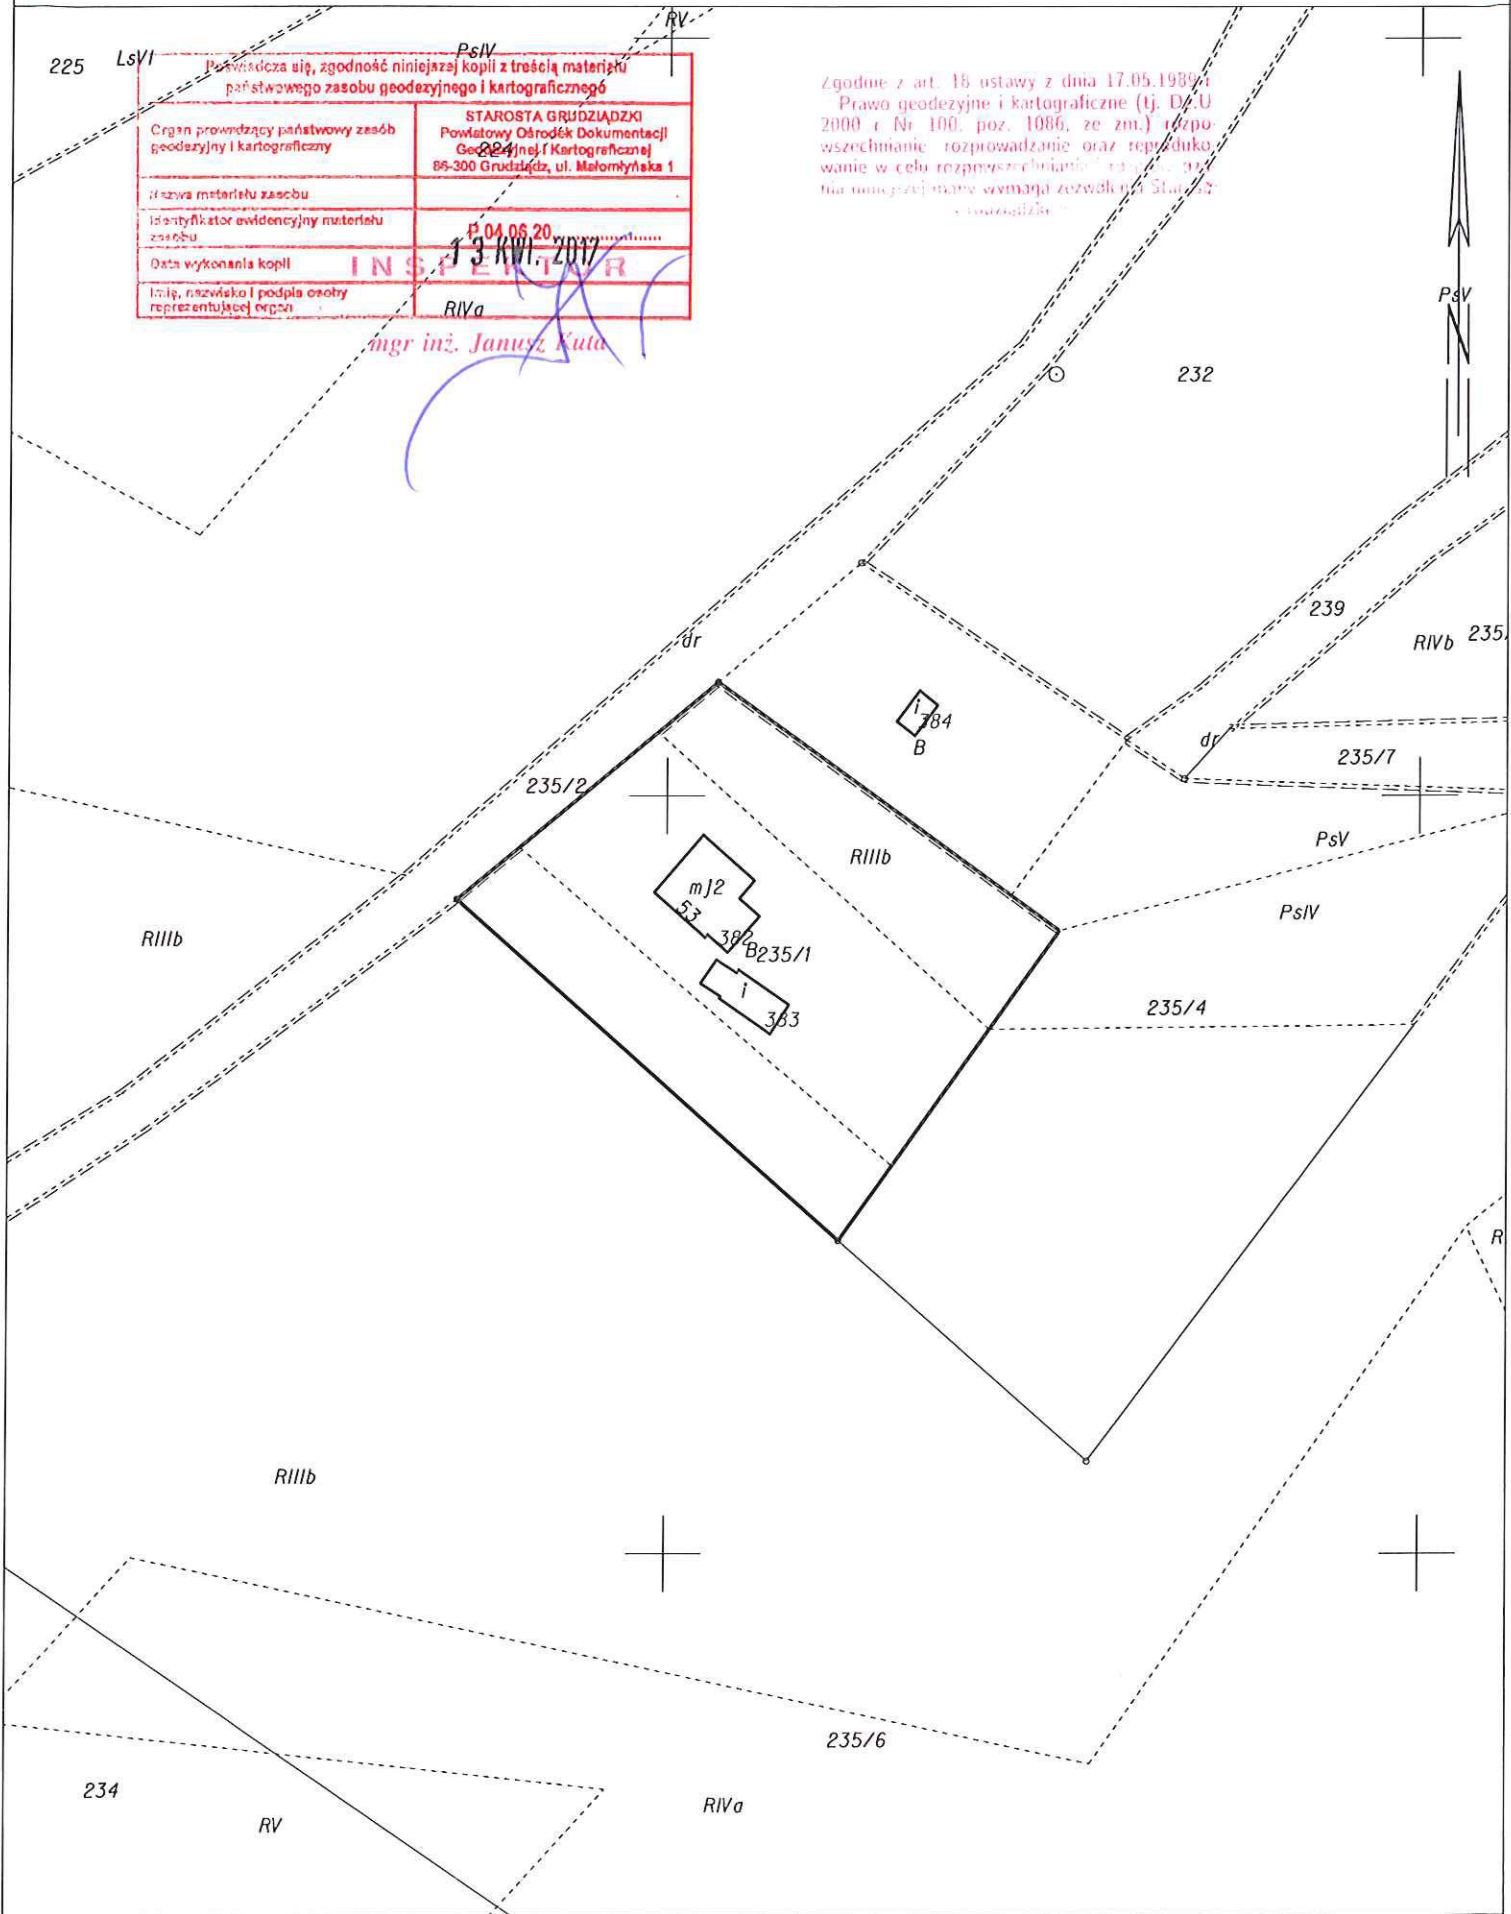 RV
225
LsVI
PsIV
Poświadcza się, zgodność niniejszej kopii z treścią materiału
państwowego zasobu geodezyjnego i kartograficznego
Organ prowadzący państwowy zasób
geodezyjny i kartograficzny
STAROSTA GRUDZIĄDZKI
Powiatowy Ośrodek Dokumentacji
Geodezyjnej i Kartograficznej
86-300 Grudziądz, ul. Małomłyńska 1
224
Nazwa materiału zasobu
Identyfikator ewidencyjny materiału
zasobu
P.04.06.20..................
Data wykonania kopii
13 KWI. 2017
INSPEKTOR
Imię, nazwisko i podpis osoby
reprezentującej organ
RIVa
mgr inż. Janusz Kuta
Zgodnie z art. 18 ustawy z dnia 17.05.1989 r
Prawo geodezyjne i kartograficzne (tj. Dz.U
2000 r Nr 100. poz. 1086, ze zm.) rozpo-
wszechnianie rozprowadzanie oraz reproduko
wanie w celu rozpowszechniania
nia niniejszej mapy wymaga zezwolenia
PsV
N
232
239
RIVb
235/
dr
i
384
B
dr
235/7
235/2
PsV
RIIIb
mj2
53
PsIV
RIIIb
382
B
235/1
i
383
235/4
R
RIIIb
235/6
234
RIVa
RV